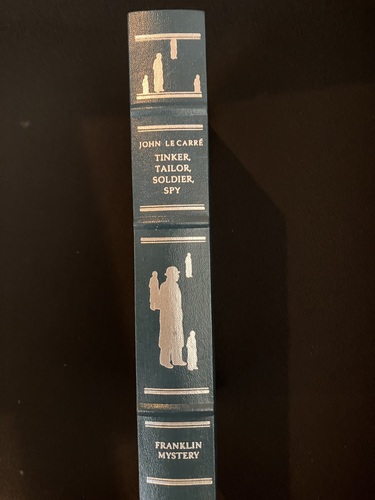 JOHN LE CARRÉ
TINKER,
TAILOR,
SOLDIER,
SPY
FRANKLIN
MYSTERY